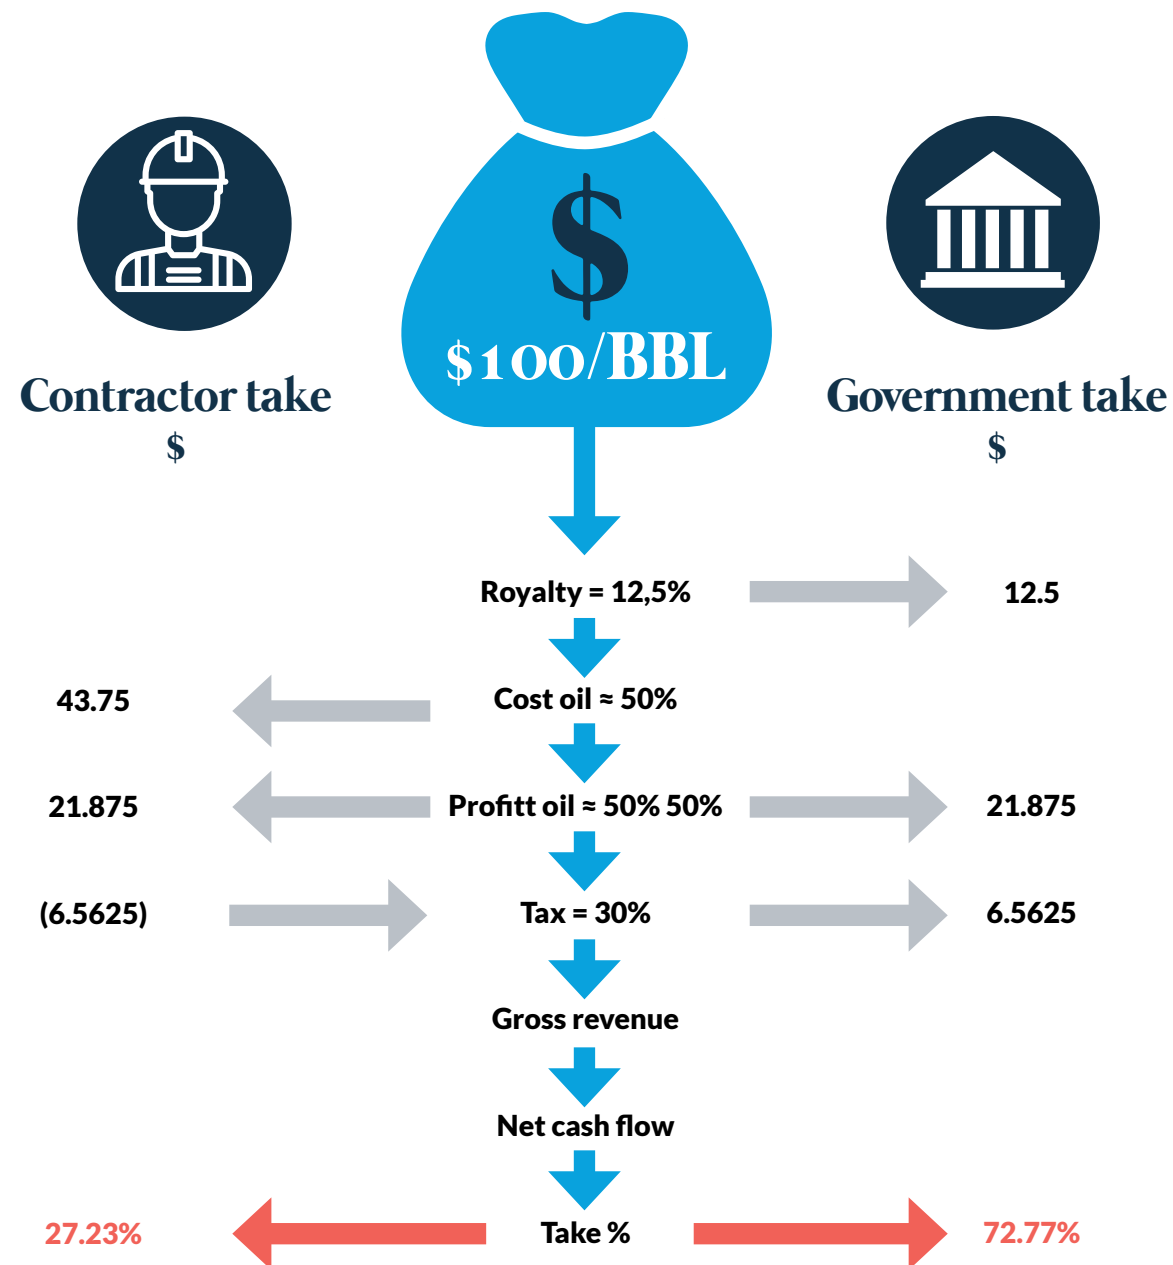 $
$100/BBL
Contractor take
$
Government take
$
Royalty = 12,5%
12.5
43.75
Cost oil ≈ 50%
21.875
Profitt oil ≈ 50% 50%
21.875
(6.5625)
Tax = 30%
6.5625
Gross revenue
Net cash flow
27.23%
Take %
72.77%